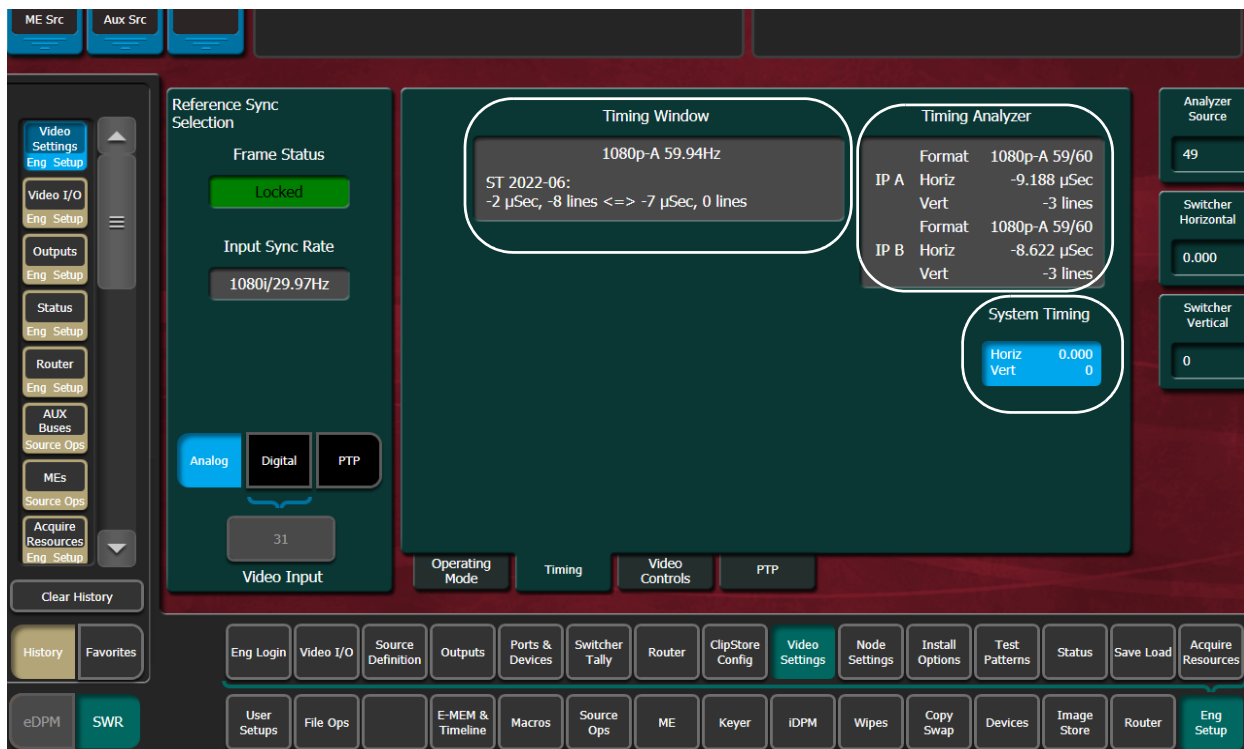 ME Src
Aux Src
Video
Settings
Eng Setup
Video I/O
Eng Setup
Outputs
Eng Setup
Status
Eng Setup
Router
Eng Setup
AUX
Buses
Source Ops
MEs
Source Ops
Acquire
Resources
Eng Setup
Clear History
History
Favorites
eDPM
SWR
Reference Sync
Selection
Frame Status
Locked
Input Sync Rate
1080i/29.97Hz
Analog
Digital
PTP
31
Video Input
Timing Window
1080p-A 59.94Hz
ST 2022-06:
-2 µSec, -8 lines <=> -7 µSec, 0 lines
Timing Analyzer
Format 1080p-A 59/60
IP A Horiz -9.188 µSec
Vert -3 lines
Format 1080p-A 59/60
IP B Horiz -8.622 µSec
Vert -3 lines
System Timing
Horiz 0.000
Vert 0
Analyzer
Source
49
Switcher
Horizontal
0.000
Switcher
Vertical
0
Operating
Mode
Timing
Video
Controls
PTP
Eng Login
Video I/O
Source
Definition
Outputs
Ports &
Devices
Switcher
Tally
Router
ClipStore
Config
Video
Settings
Node
Settings
Install
Options
Test
Patterns
Status
Save Load
Acquire
Resources
User
Setups
File Ops
E-MEM &
Timeline
Macros
Source
Ops
ME
Keyer
iDPM
Wipes
Copy
Swap
Devices
Image
Store
Router
Eng
Setup